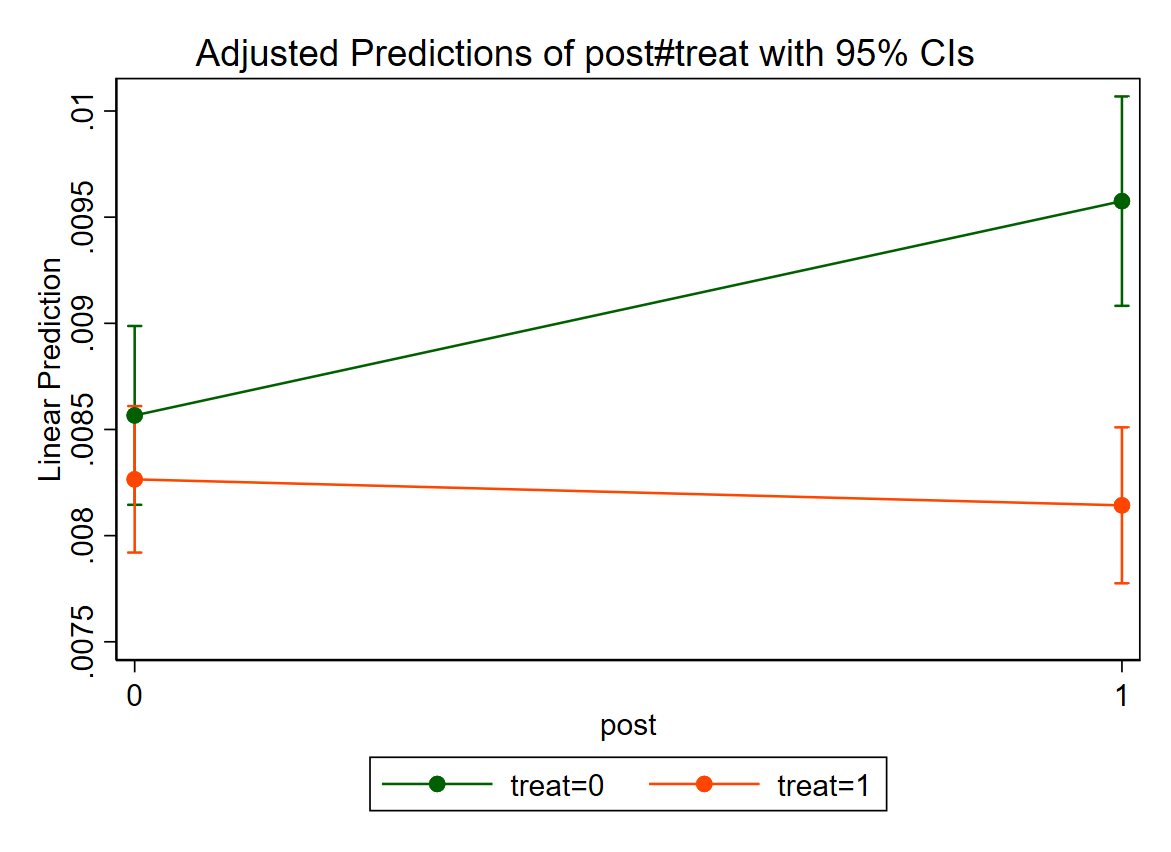 Adjusted Predictions of post#treat with 95% CIs
Linear Prediction
.01
.0095
.009
.0085
.008
.0075
0 1
post
treat=0 treat=1